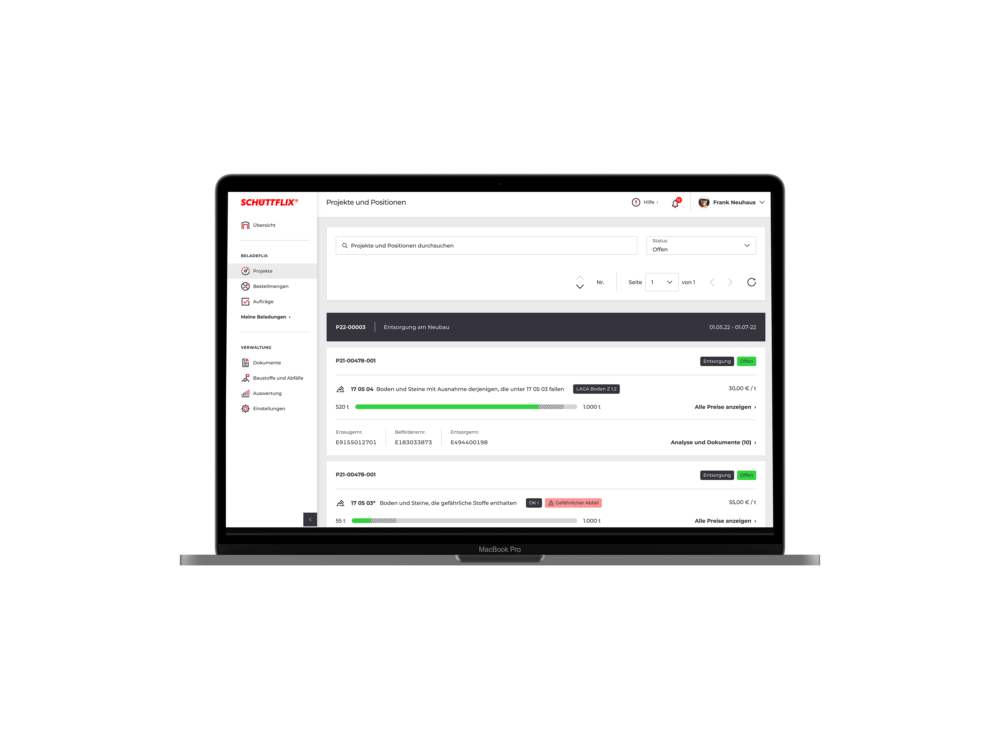 SCHÜTTFLIX®
Projekte und Positionen
Hilfe ›
12
Frank Neuhaus
Übersicht
BELADEFLIX
Projekte
Bestellmengen
Aufträge
Meine Beladungen ›
VERWALTUNG
Dokumente
Baustoffe und Abfälle
Auswertung
Einstellungen
Projekte und Positionen durchsuchen
Status
Offen
Nr.
Seite 1 von 1
P22-00003 Entsorgung am Neubau 01.05.22 - 01.07-22
P21-00478-001 Entsorgung Offen
17 05 04 Boden und Steine mit Ausnahme derjenigen, die unter 17 05 03 fallen LAGA Boden Z 1.2 30,00 € / t
520 t 1.000 t Alle Preise anzeigen ›
Erzeugernr. Beförderernr. Entsorgernr.
E9155012701 E183033873 E494400198 Analyse und Dokumente (10) ›
P21-00478-001 Entsorgung Offen
17 05 03* Boden und Steine, die gefährliche Stoffe enthalten DK I Gefährlicher Abfall 55,00 € / t
55 t 1.000 t Alle Preise anzeigen ›
MacBook Pro